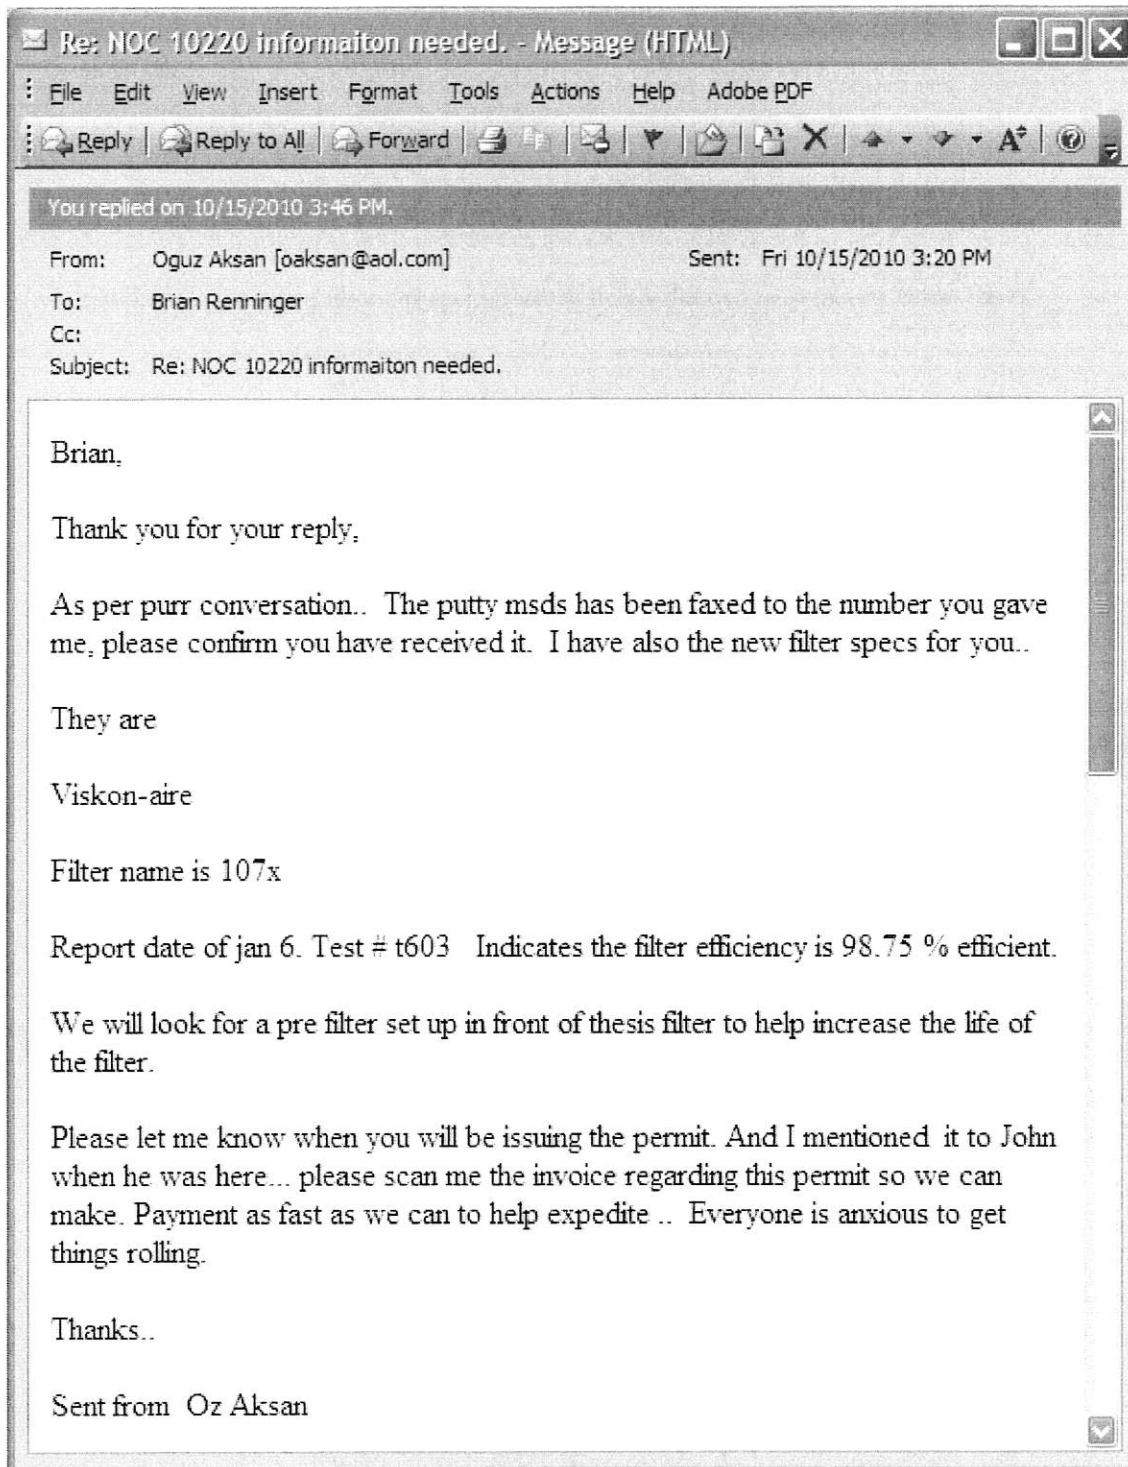 Re: NOC 10220 informaiton needed. - Message (HTML)
File Edit View Insert Format Tools Actions Help Adobe PDF
Reply Reply to All Forward
You replied on 10/15/2010 3:46 PM.
From: Oguz Aksan [oaksan@aol.com] Sent: Fri 10/15/2010 3:20 PM
To: Brian Renninger
Cc:
Subject: Re: NOC 10220 informaiton needed.
Brian,
Thank you for your reply,
As per purr conversation.. The putty msds has been faxed to the number you gave
me, please confirm you have received it. I have also the new filter specs for you..
They are
Viskon-aire
Filter name is 107x
Report date of jan 6. Test # t603 Indicates the filter efficiency is 98.75 % efficient.
We will look for a pre filter set up in front of thesis filter to help increase the life of
the filter.
Please let me know when you will be issuing the permit. And I mentioned it to John
when he was here... please scan me the invoice regarding this permit so we can
make. Payment as fast as we can to help expedite .. Everyone is anxious to get
things rolling.
Thanks..
Sent from Oz Aksan